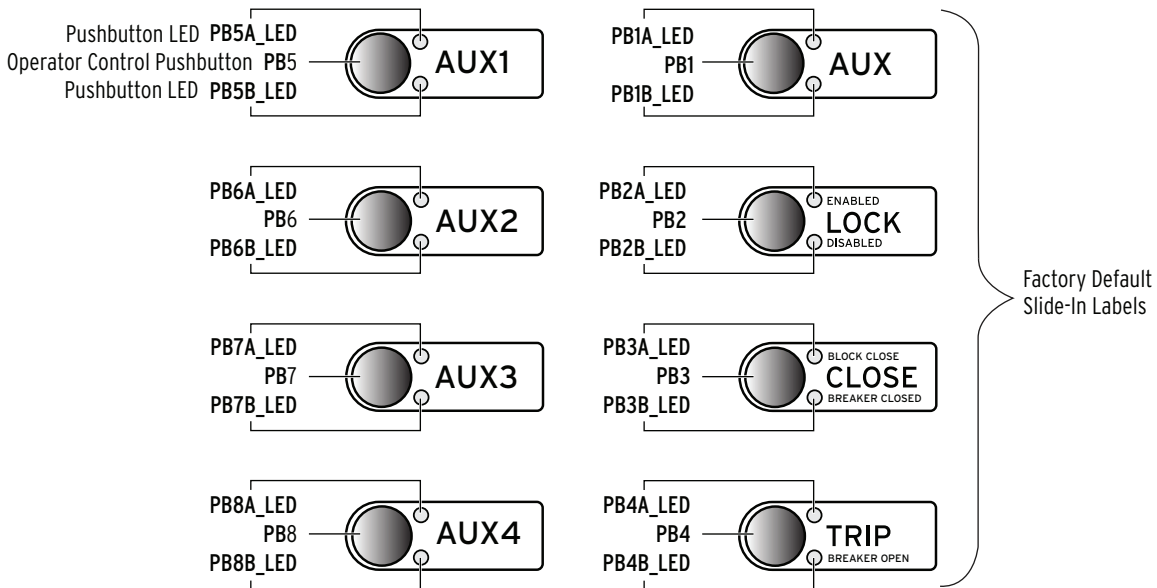 Pushbutton LED PB5A_LED
Operator Control Pushbutton PB5
Pushbutton LED PB5B_LED
AUX1
PB1A_LED
PB1
PB1B_LED
AUX
PB6A_LED
PB6
PB6B_LED
AUX2
PB2A_LED
PB2
PB2B_LED
ENABLED
LOCK
DISABLED
PB7A_LED
PB7
PB7B_LED
AUX3
PB3A_LED
PB3
PB3B_LED
BLOCK CLOSE
CLOSE
BREAKER CLOSED
PB8A_LED
PB8
PB8B_LED
AUX4
PB4A_LED
PB4
PB4B_LED
TRIP
BREAKER OPEN
Factory Default
Slide-In Labels